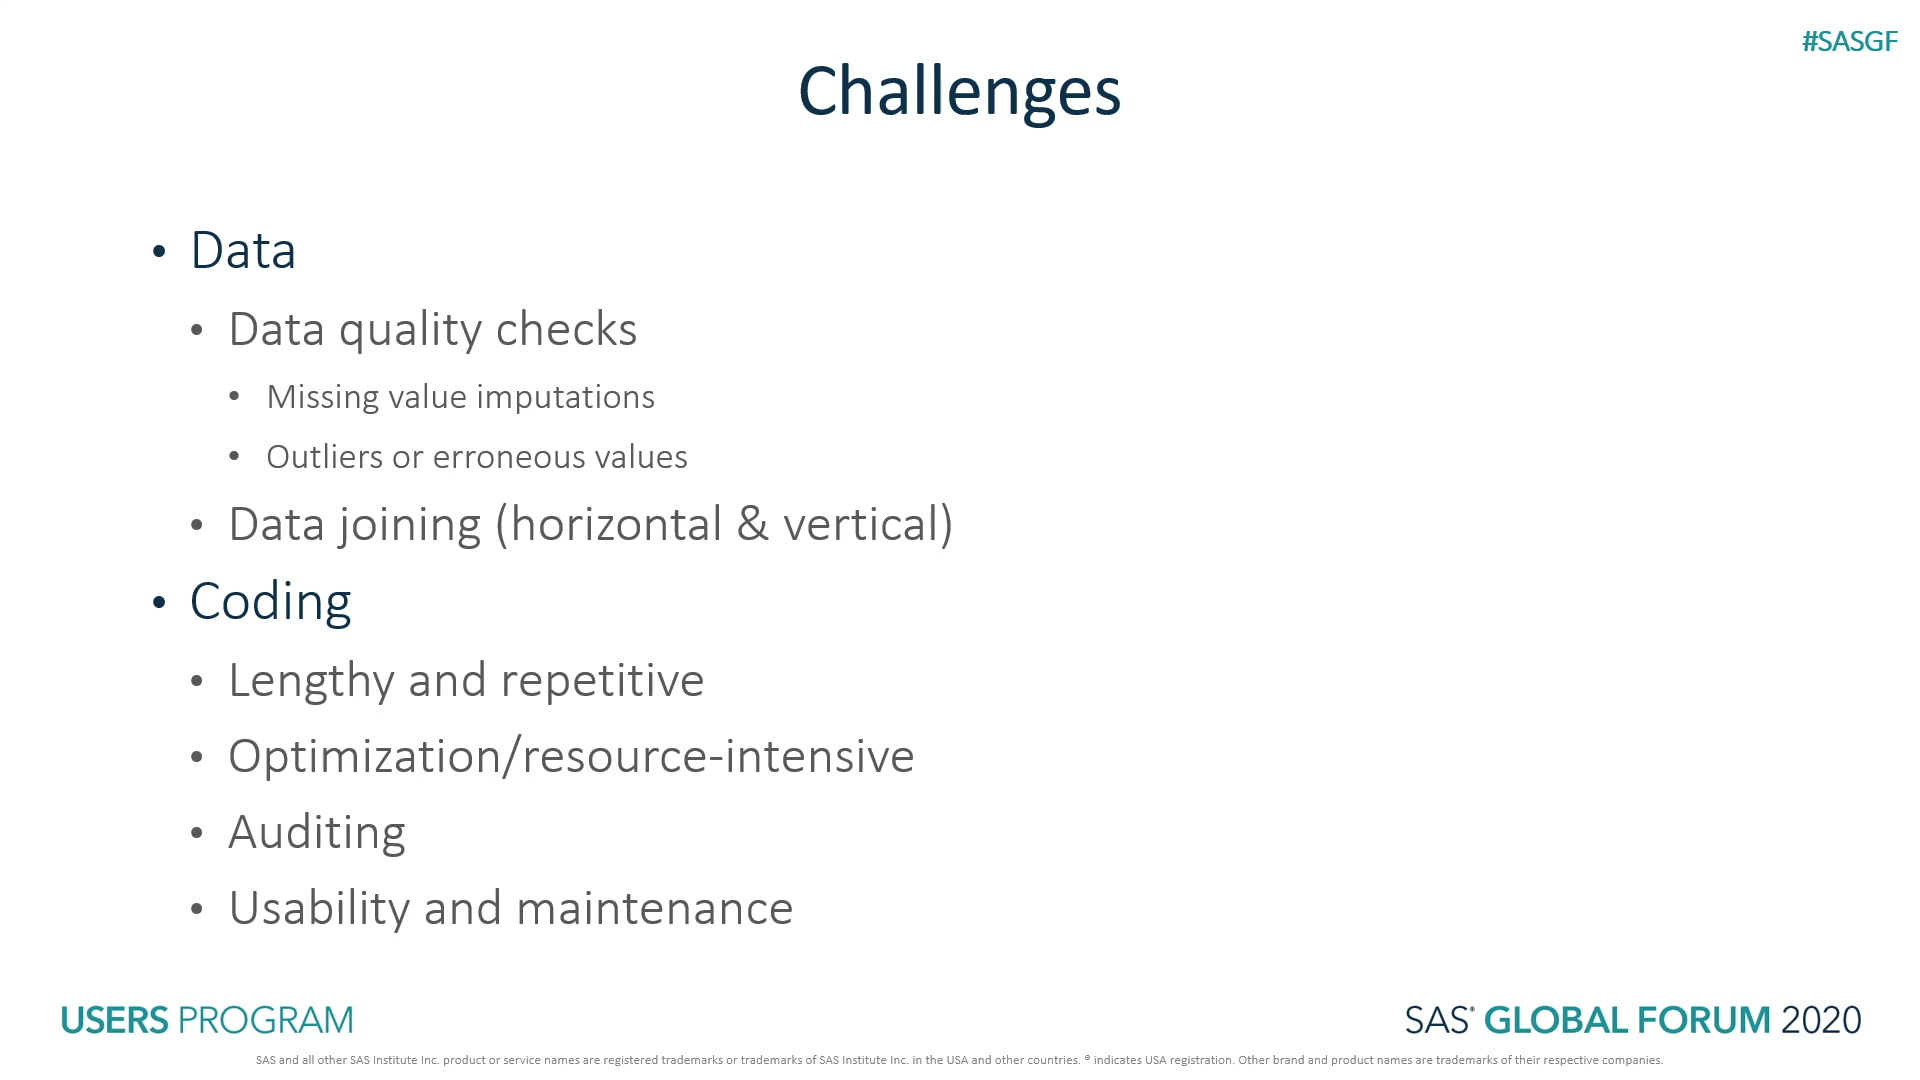 #SASGF
Challenges
• Data
• Data quality checks
• Missing value imputations
• Outliers or erroneous values
• Data joining (horizontal & vertical)
• Coding
• Lengthy and repetitive
• Optimization/resource-intensive
• Auditing
• Usability and maintenance
USERS PROGRAM
SAS® GLOBAL FORUM 2020
SAS and all other SAS Institute Inc. product or service names are registered trademarks or trademarks of SAS Institute Inc. in the USA and other countries. ® indicates USA registration. Other brand and product names are trademarks of their respective companies.